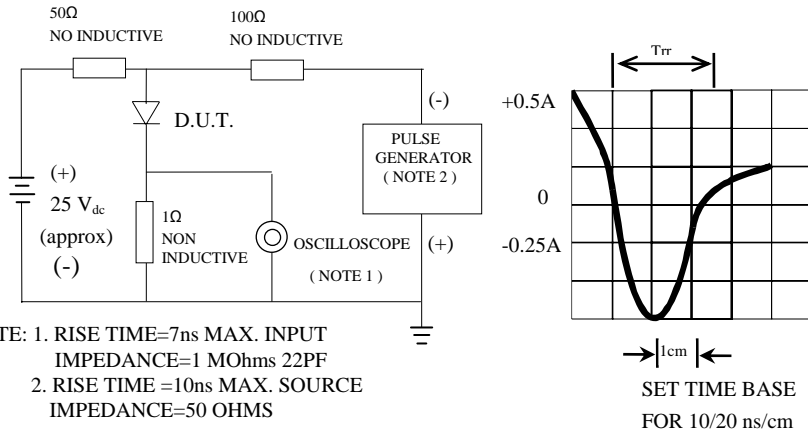 50Ω
NO INDUCTIVE
100Ω
NO INDUCTIVE
D.U.T.
(+)
25 Vdc
(approx)
(-)
1Ω
NON
INDUCTIVE
OSCILLOSCOPE
( NOTE 1 )
(-)
PULSE
GENERATOR
( NOTE 2 )
(+)
TE: 1. RISE TIME=7ns MAX. INPUT
IMPEDANCE=1 MOhms 22PF
2. RISE TIME =10ns MAX. SOURCE
IMPEDANCE=50 OHMS
Trr
+0.5A
0
-0.25A
1cm
SET TIME BASE
FOR 10/20 ns/cm